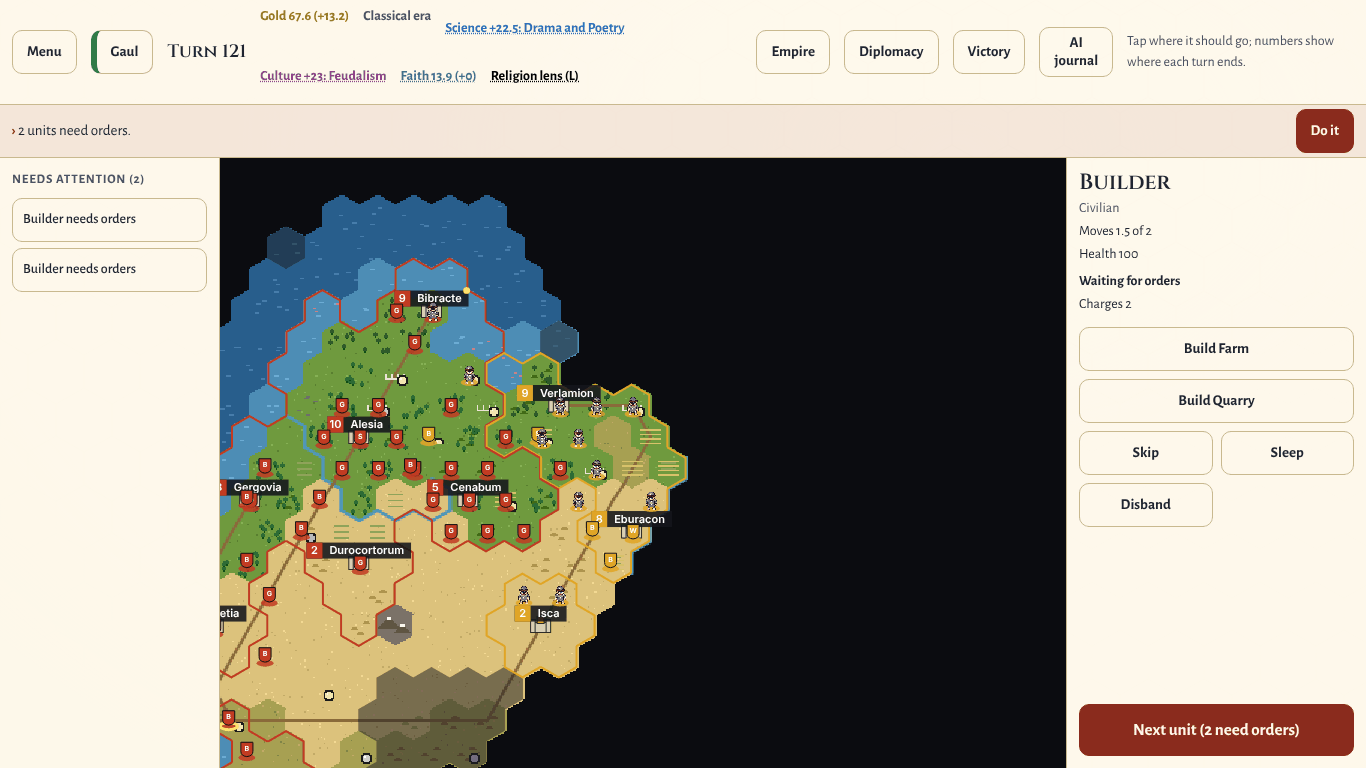 Menu
Gaul
Turn 121
Gold 67.6 (+13.2)
Classical era
Science +22.5: Drama and Poetry
Culture +23: Feudalism
Faith 13.9 (+0)
Religion lens (L)
Empire
Diplomacy
Victory
AI journal
Tap where it should go; numbers show
where each turn ends.
› 2 units need orders.
Do it
NEEDS ATTENTION (2)
Builder needs orders
Builder needs orders
9 Bibracte
9 Verlamion
10 Alesia
Gergovia
5 Cenabum
8 Eburacon
2 Durocortorum
etia
2 Isca
Builder
Civilian
Moves 1.5 of 2
Health 100
Waiting for orders
Charges 2
Build Farm
Build Quarry
Skip
Sleep
Disband
Next unit (2 need orders)